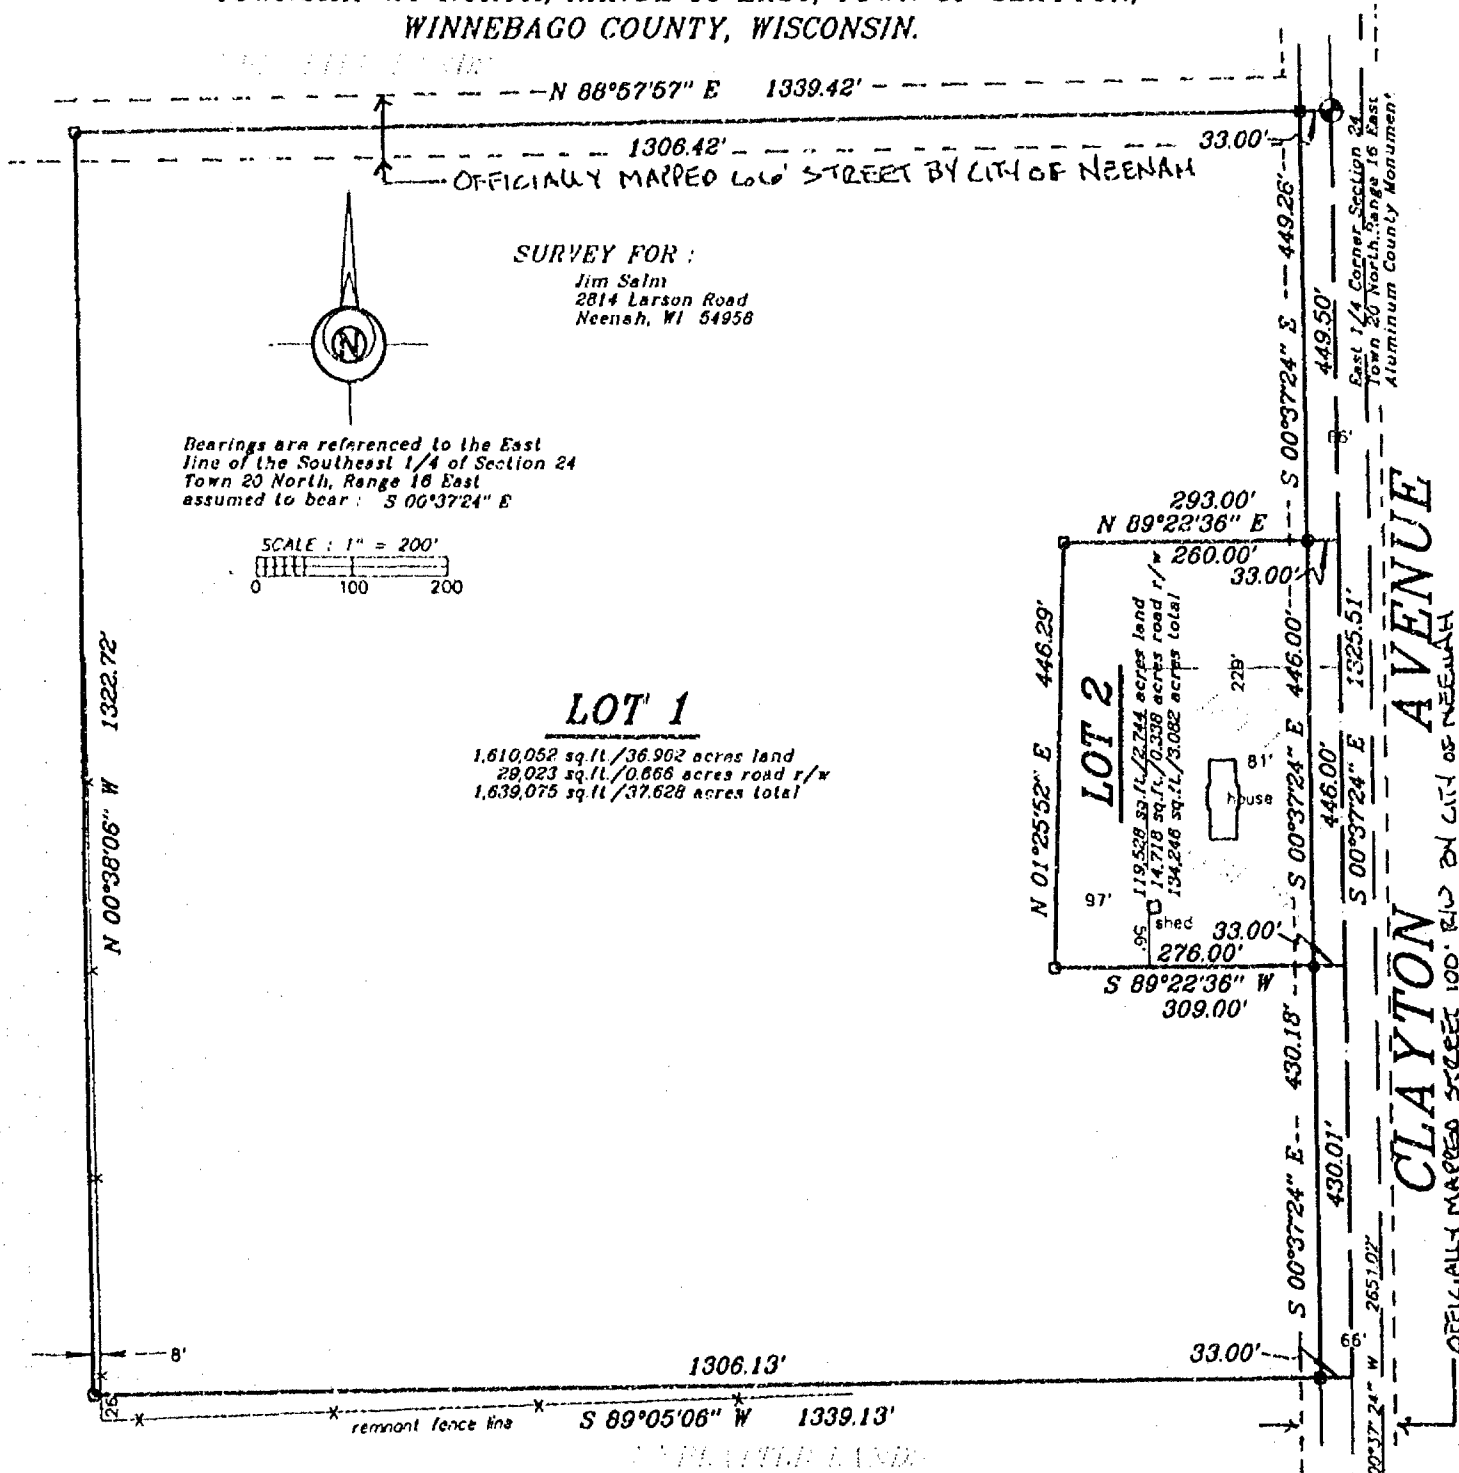 WINNEBAGO COUNTY, WISCONSIN.
N 88°57'57" E 1339.42'
1306.42'
33.00'
OFFICIALLY MAPPED 60' STREET BY CITY OF NEENAH
East 1/4 Corner Section 24
Town 20 North, Range 16 East
Aluminum County Monument
SURVEY FOR :
Jim Salm
2814 Larson Road
Neenah, WI 54956
N
Bearings are referenced to the East
line of the Southeast 1/4 of Section 24
Town 20 North, Range 16 East
assumed to bear : S 00°37'24" E
SCALE : 1" = 200'
0 100 200
S 00°37'24" E 449.26'
449.50'
66'
293.00'
N 89°22'36" E
260.00'
33.00'
N 00°38'06" W 1322.72'
LOT 1
1,610,052 sq.ft./36.962 acres land
29,023 sq.ft./0.666 acres road r/w
1,639,075 sq.ft./37.628 acres total
N 01°25'52" E 446.29'
LOT 2
119,528 sq.ft./2.744 acres land
14,718 sq.ft./0.338 acres road r/w
134,246 sq.ft./3.082 acres total
229'
81'
house
97'
shed
56'
S 00°37'24" E 446.00'
446.00'
S 00°37'24" E 1325.51'
33.00'
276.00'
S 89°22'36" W
309.00'
CLAYTON AVENUE
OFFICIALLY MAPPED STREET 100' R/W BY CITY OF NEENAH
S 00°37'24" E 430.18'
430.01'
00°37'24" W 2651.02'
66'
33.00'
8'
26'
1306.13'
remnant fence line
S 89°05'06" W 1339.13'
UNPLATTED LANDS